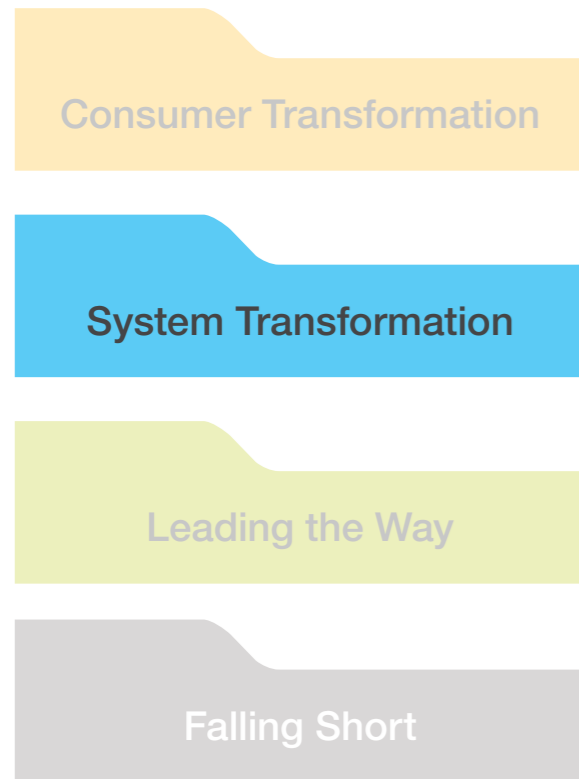 Consumer Transformation
System Transformation
Leading the Way
Falling Short